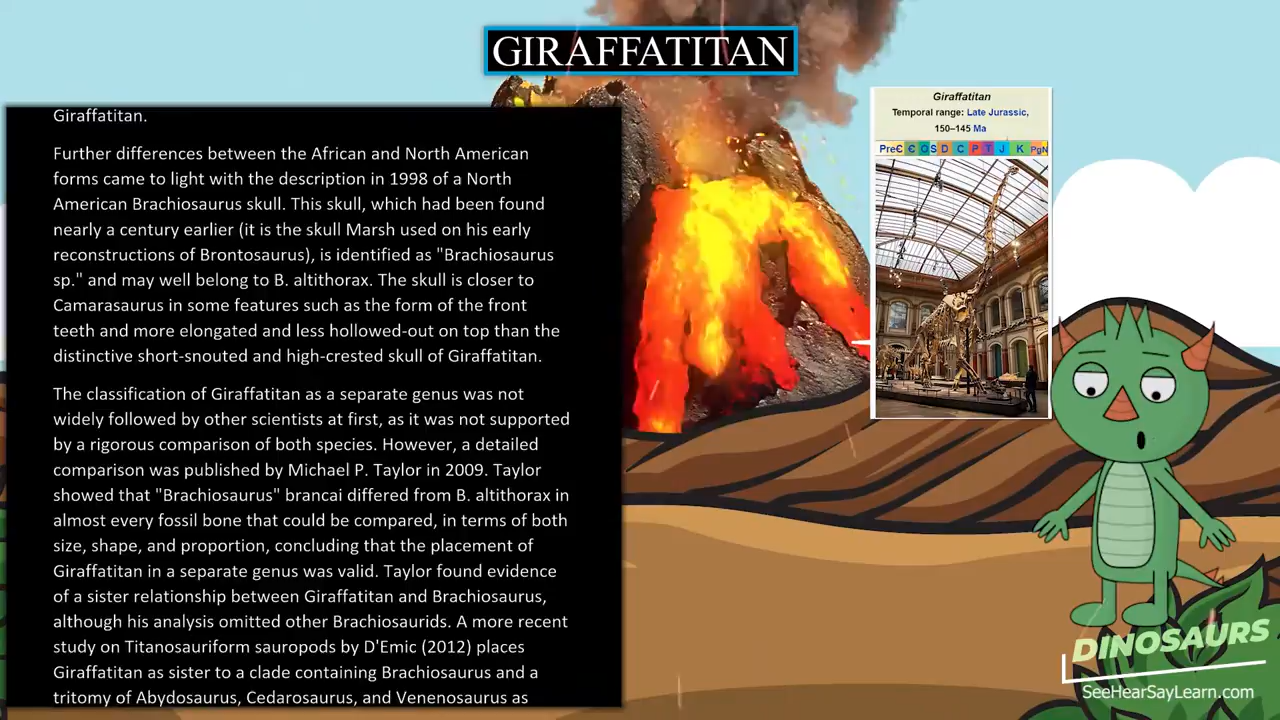 GIRAFFATITAN
Giraffatitan.
Further differences between the African and North American
forms came to light with the description in 1998 of a North
American Brachiosaurus skull. This skull, which had been found
nearly a century earlier (it is the skull Marsh used on his early
reconstructions of Brontosaurus), is identified as "Brachiosaurus
sp." and may well belong to B. altithorax. The skull is closer to
Camarasaurus in some features such as the form of the front
teeth and more elongated and less hollowed-out on top than the
distinctive short-snouted and high-crested skull of Giraffatitan.
The classification of Giraffatitan as a separate genus was not
widely followed by other scientists at first, as it was not supported
by a rigorous comparison of both species. However, a detailed
comparison was published by Michael P. Taylor in 2009. Taylor
showed that "Brachiosaurus" brancai differed from B. altithorax in
almost every fossil bone that could be compared, in terms of both
size, shape, and proportion, concluding that the placement of
Giraffatitan in a separate genus was valid. Taylor found evidence
of a sister relationship between Giraffatitan and Brachiosaurus,
although his analysis omitted other Brachiosaurids. A more recent
study on Titanosauriform sauropods by D'Emic (2012) places
Giraffatitan as sister to a clade containing Brachiosaurus and a
tritomy of Abydosaurus, Cedarosaurus, and Venenosaurus as
Giraffatitan
Temporal range: Late Jurassic,
150–145 Ma
PreꞒ Ꞓ O S D C P T J K PgN
DINOSAURS
SeeHearSayLearn.com